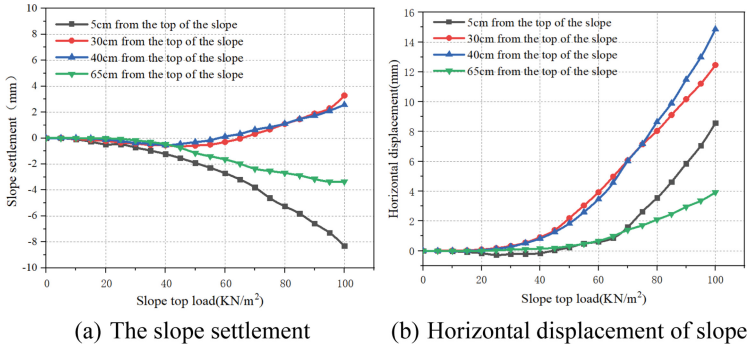 (a)
5cm from the top of the slope
30cm from the top of the slope
40cm from the top of the slope
65cm from the top of the slope
Slope settlement（mm）
6
4
2
0
-2
-4
-6
-8
-10
0 20 40 60 80 100
Slope top load(KN/m²)
(a) The slope settlement
(b)
5cm from the top of the slope
30cm from the top of the slope
40cm from the top of the slope
65cm from the top of the slope
Horizontal displacement(mm)
16
14
12
10
8
6
4
2
0
0 20 40 60 80 100
Slope top load(KN/m²)
(b) Horizontal displacement of slope